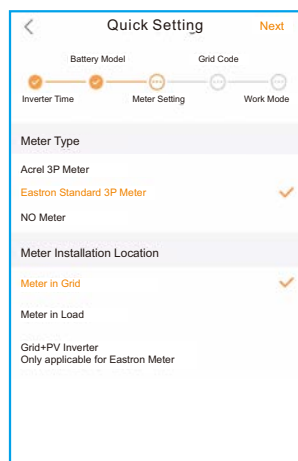 Quick Setting
Next
Battery Model
Grid Code
Inverter Time
Meter Setting
Work Mode
Meter Type
Acrel 3P Meter
Eastron Standard 3P Meter
NO Meter
Meter Installation Location
Meter in Grid
Meter in Load
Grid+PV Inverter
Only applicable for Eastron Meter